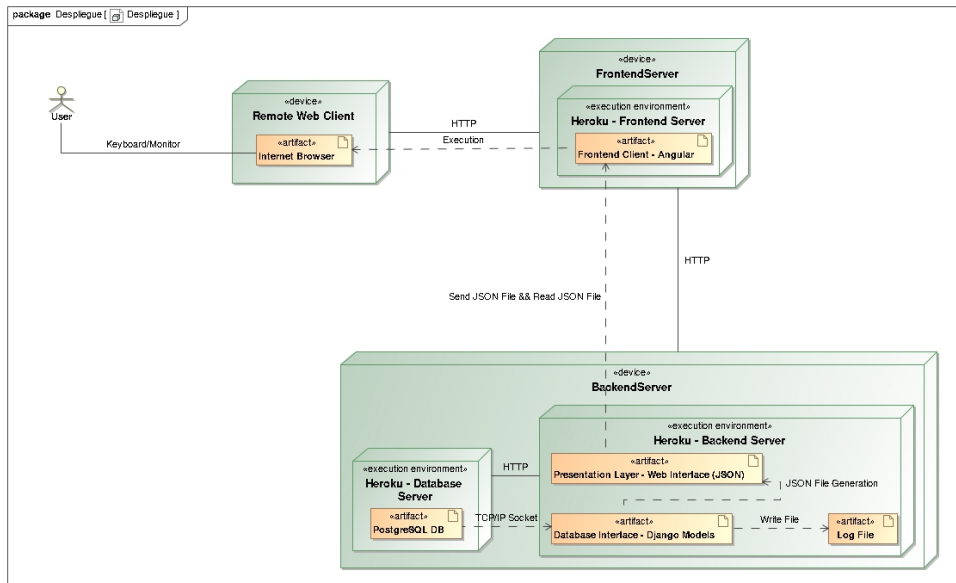 package Despliegue [ Despliegue ]
User
Keyboard/Monitor
«device»
Remote Web Client
«artifact»
Internet Browser
HTTP
Execution
«device»
FrontendServer
«execution environment»
Heroku - Frontend Server
«artifact»
Frontend Client - Angular
HTTP
Send JSON File && Read JSON File
«device»
BackendServer
«execution environment»
Heroku - Backend Server
«artifact»
Presentation Layer - Web Interface (JSON)
JSON File Generation
«execution environment»
Heroku - Database
Server
HTTP
«artifact»
PostgreSQL DB
TCP/IP Socket
«artifact»
Database Interface - Django Models
Write File
«artifact»
Log File